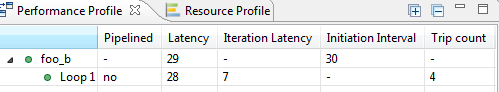 Performance Profile Resource Profile
Pipelined Latency Iteration Latency Initiation Interval Trip count
foo_b - 29 - 30 -
Loop 1 no 28 7 - 4